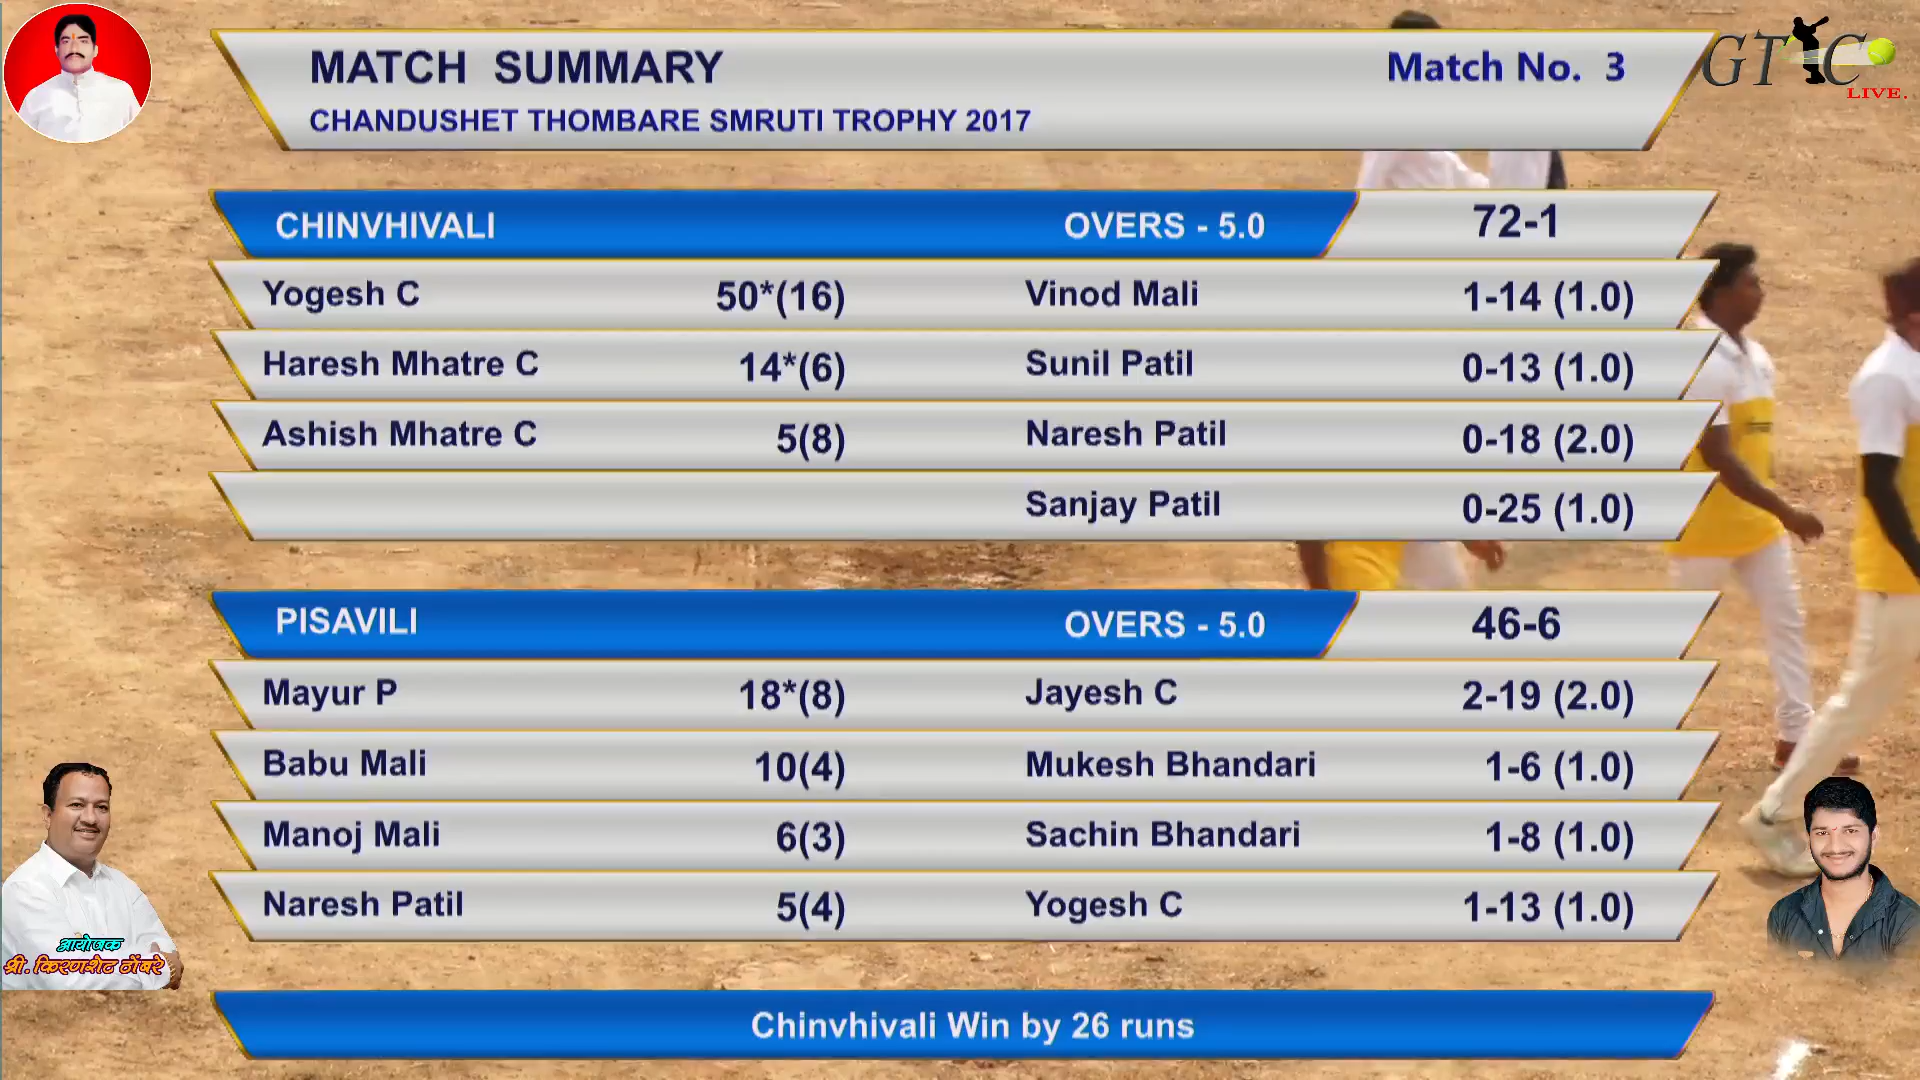 MATCH SUMMARY
Match No. 3
CHANDUSHET THOMBARE SMRUTI TROPHY 2017
GTCC
LIVE.
CHINVHIVALI OVERS - 5.0 72-1
Yogesh C 50*(16) Vinod Mali 1-14 (1.0)
Haresh Mhatre C 14*(6) Sunil Patil 0-13 (1.0)
Ashish Mhatre C 5(8) Naresh Patil 0-18 (2.0)
Sanjay Patil 0-25 (1.0)
PISAVILI OVERS - 5.0 46-6
Mayur P 18*(8) Jayesh C 2-19 (2.0)
Babu Mali 10(4) Mukesh Bhandari 1-6 (1.0)
Manoj Mali 6(3) Sachin Bhandari 1-8 (1.0)
Naresh Patil 5(4) Yogesh C 1-13 (1.0)
आयोजक
श्री. किरणशेट ठोंबरे
Chinvhivali Win by 26 runs